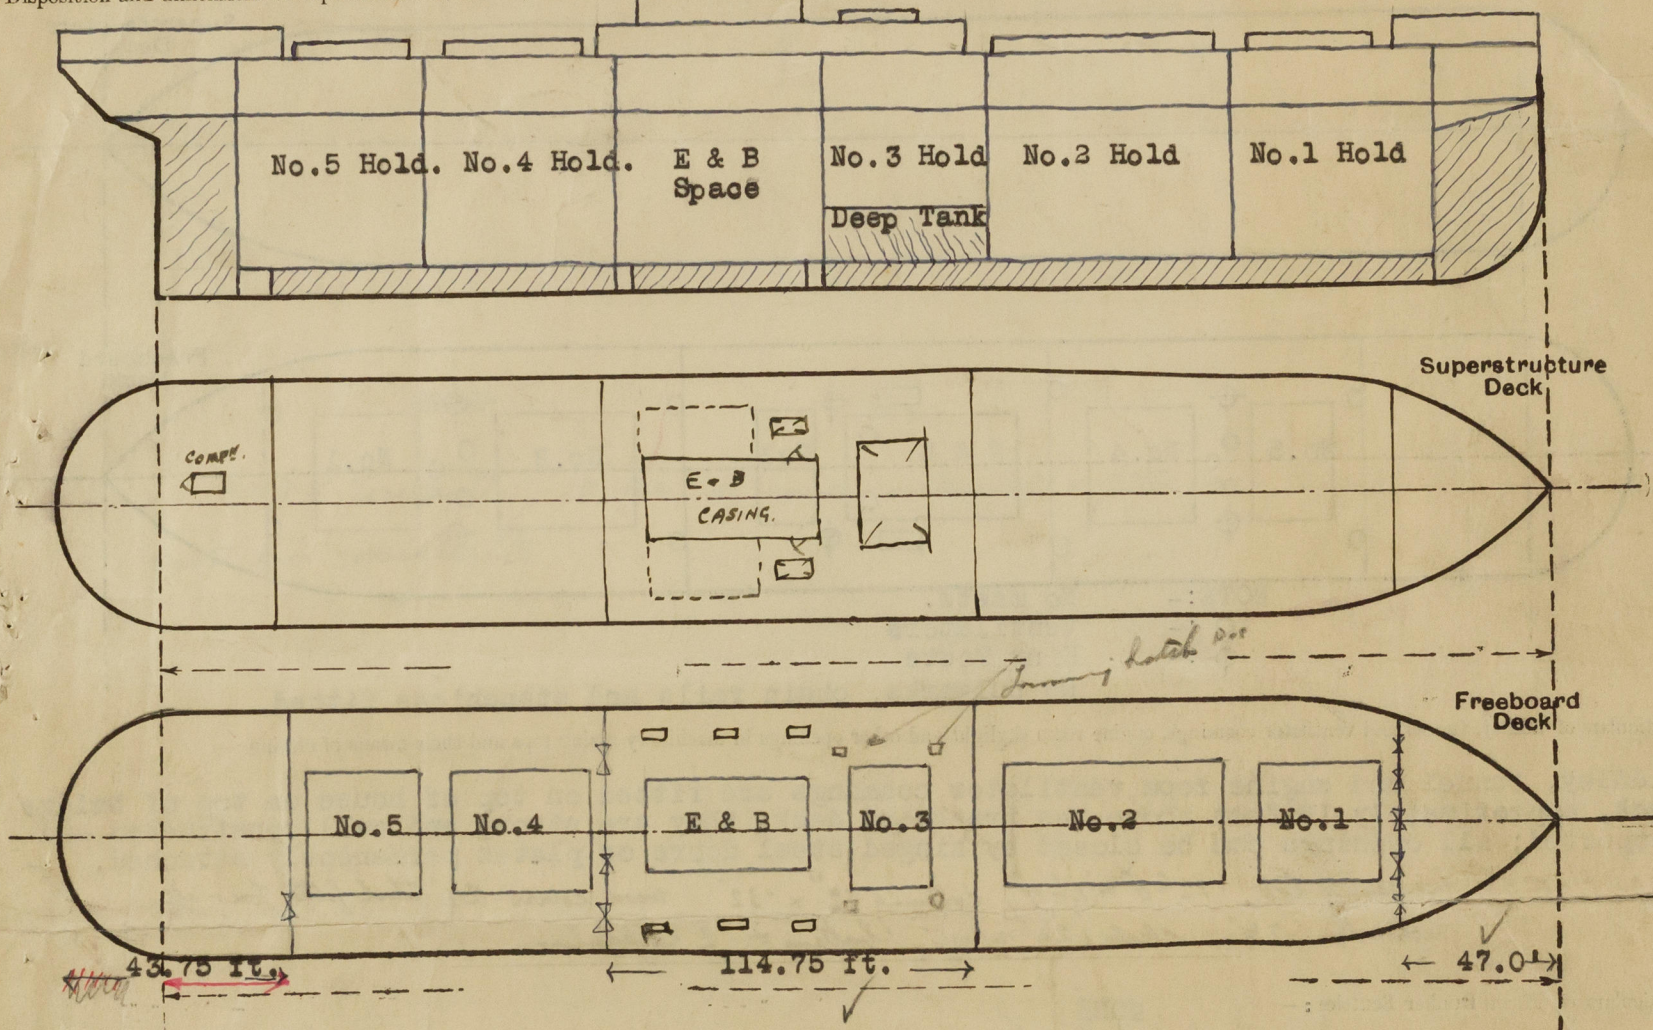 No.5 Hold. No.4 Hold. E & B No.3 Hold No.2 Hold No.1 Hold
Space
Deep Tank
Superstructure
Deck
COMPN.
E & B
CASING.
hatch
Freeboard
Deck
No.5 No.4 E & B No.3 No.2 No.1
43.75 ft. 114.75 ft. 47.0'